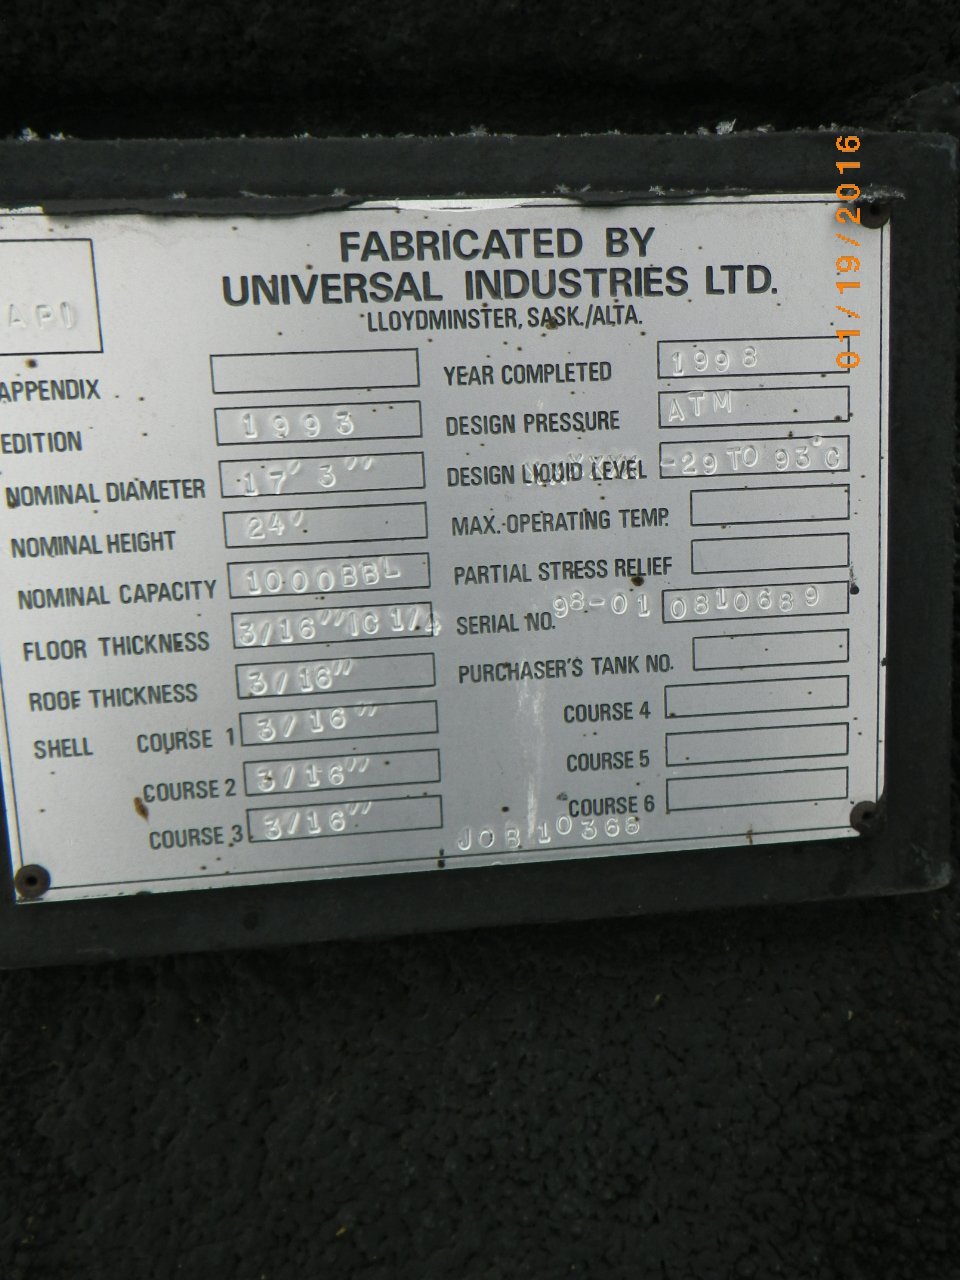 FABRICATED BY
UNIVERSAL INDUSTRIES LTD.
LLOYDMINSTER, SASK./ALTA.
API
APPENDIX
EDITION 1993
NOMINAL DIAMETER 17' 3"
NOMINAL HEIGHT 24'
NOMINAL CAPACITY 1000BBL
FLOOR THICKNESS 3/16" 1/4
ROOF THICKNESS 3/16"
SHELL COURSE 1 3/16"
COURSE 2 3/16"
COURSE 3 3/16"
YEAR COMPLETED 1998
DESIGN PRESSURE ATM
DESIGN LIQUID LEVEL -29 TO 93°C
MAX. OPERATING TEMP.
PARTIAL STRESS RELIEF
SERIAL NO. 98-01 0810689
PURCHASER'S TANK NO.
COURSE 4
COURSE 5
COURSE 6
JOB 10368
01/19/2016